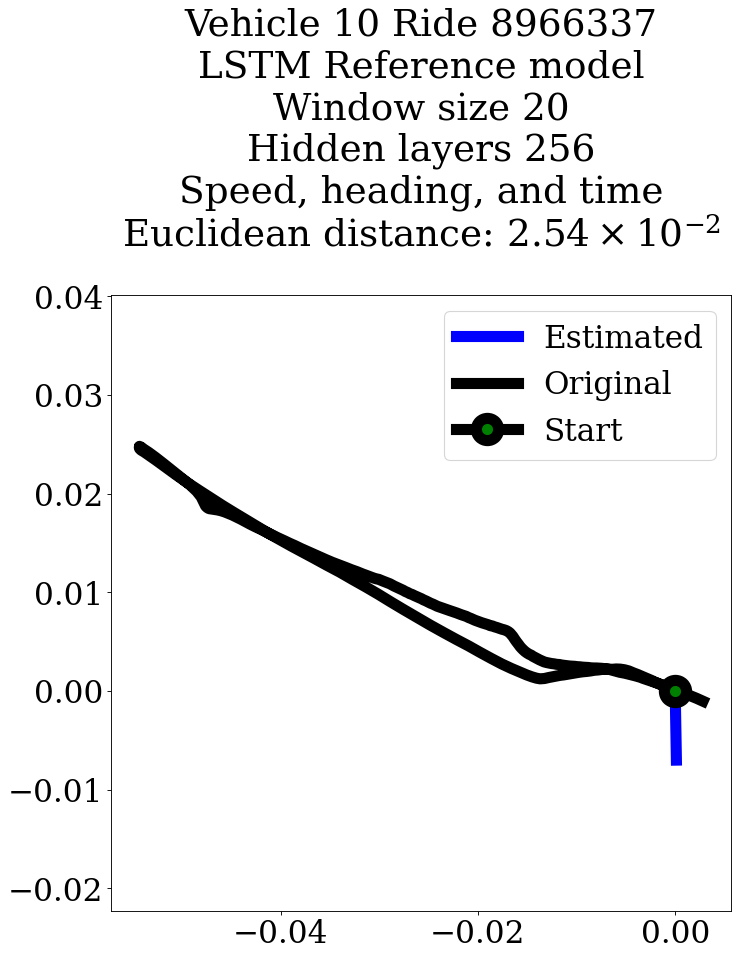 Vehicle 10 Ride 8966337
LSTM Reference model
Window size 20
Hidden layers 256
Speed, heading, and time
Euclidean distance: 2.54 × 10⁻²
0.04
Estimated
0.03
Original
Start
0.02
0.01
0.00
−0.01
−0.02
−0.04 −0.02 0.00